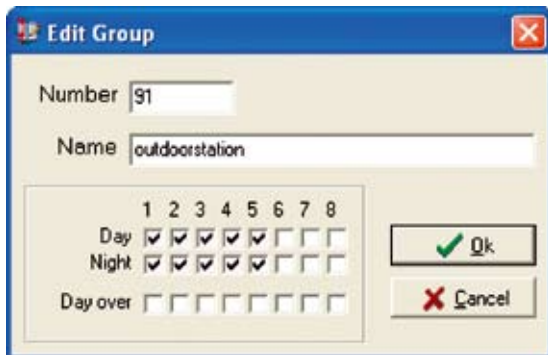 Edit Group
Number 91
Name outdoorstation
1 2 3 4 5 6 7 8
Day
Night
Day over
Ok
Cancel